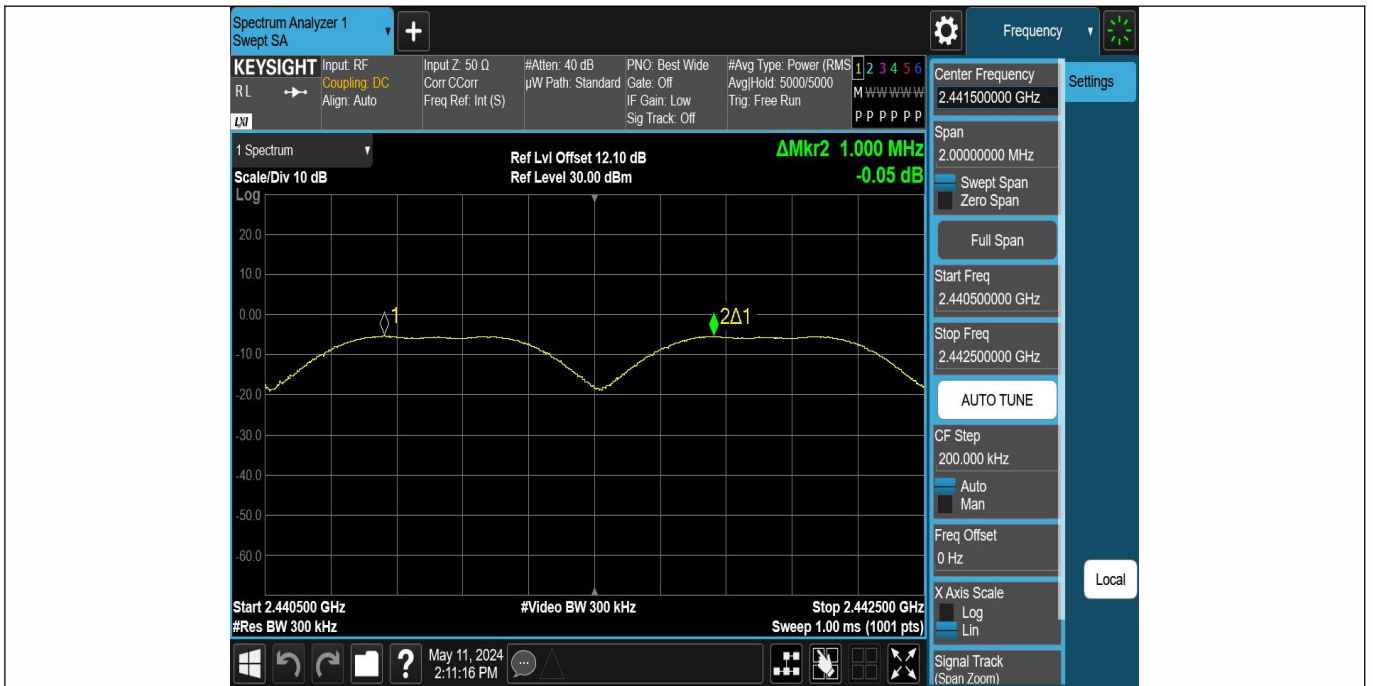 Spectrum Analyzer 1
Swept SA
+
Frequency
KEYSIGHT
RL
LXI
Input: RF
Coupling: DC
Align: Auto
Input Z: 50 Ω
Corr CCorr
Freq Ref: Int (S)
#Atten: 40 dB
µW Path: Standard
PNO: Best Wide
Gate: Off
IF Gain: Low
Sig Track: Off
#Avg Type: Power (RMS
Avg|Hold: 5000/5000
Trig: Free Run
1 2 3 4 5 6
M W W W W W
P P P P P P
1 Spectrum
Scale/Div 10 dB
Log
Ref Lvl Offset 12.10 dB
Ref Level 30.00 dBm
ΔMkr2 1.000 MHz
-0.05 dB
20.0
10.0
0.00
-10.0
-20.0
-30.0
-40.0
-50.0
-60.0
1
2Δ1
Start 2.440500 GHz
#Res BW 300 kHz
#Video BW 300 kHz
Stop 2.442500 GHz
Sweep 1.00 ms (1001 pts)
?
May 11, 2024
2:11:16 PM
Center Frequency
2.441500000 GHz
Settings
Span
2.00000000 MHz
Swept Span
Zero Span
Full Span
Start Freq
2.440500000 GHz
Stop Freq
2.442500000 GHz
AUTO TUNE
CF Step
200.000 kHz
Auto
Man
Freq Offset
0 Hz
Local
X Axis Scale
Log
Lin
Signal Track
(Span Zoom)